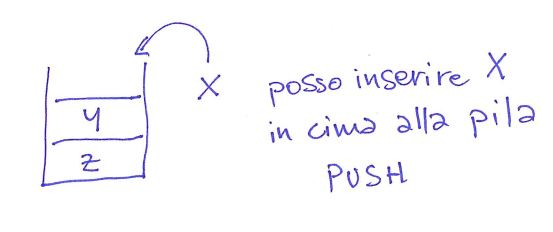 X
y
z
posso inserire X
in cima alla pila
PUSH